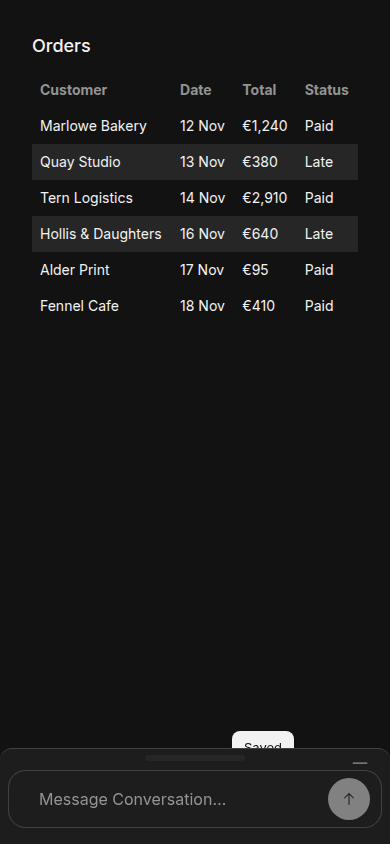 Orders
Customer Date Total Status
Marlowe Bakery 12 Nov €1,240 Paid
Quay Studio 13 Nov €380 Late
Tern Logistics 14 Nov €2,910 Paid
Hollis & Daughters 16 Nov €640 Late
Alder Print 17 Nov €95 Paid
Fennel Cafe 18 Nov €410 Paid
Saved
Message Conversation...